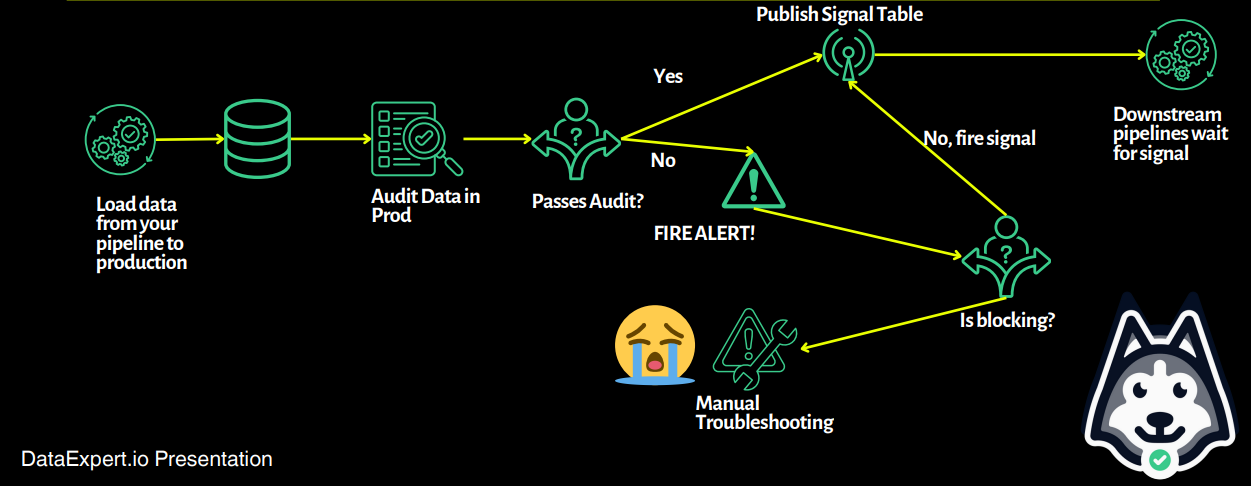 Publish Signal Table
Yes
No, fire signal
Downstream
pipelines wait
for signal
No
Load data
from your
pipeline to
production
Audit Data in
Prod
Passes Audit?
FIRE ALERT!
Is blocking?
Manual
Troubleshooting
DataExpert.io Presentation
?
?